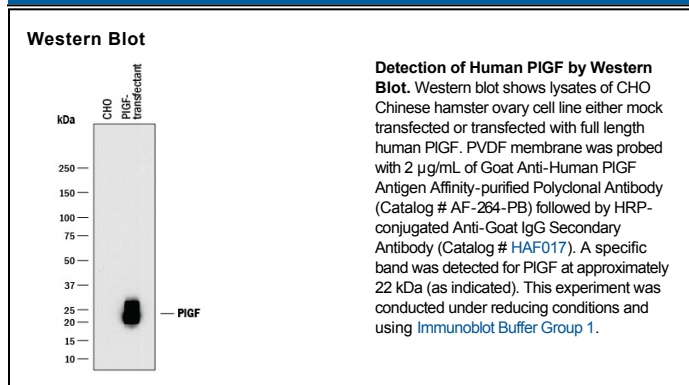 Western Blot
CHO
PlGF-
transfectant
kDa
250
150
100
75
50
37
25
20
15
10
PlGF
Detection of Human PlGF by Western
Blot. Western blot shows lysates of CHO
Chinese hamster ovary cell line either mock
transfected or transfected with full length
human PlGF. PVDF membrane was probed
with 2 µg/mL of Goat Anti-Human PlGF
Antigen Affinity-purified Polyclonal Antibody
(Catalog # AF-264-PB) followed by HRP-
conjugated Anti-Goat IgG Secondary
Antibody (Catalog # HAF017). A specific
band was detected for PlGF at approximately
22 kDa (as indicated). This experiment was
conducted under reducing conditions and
using Immunoblot Buffer Group 1.